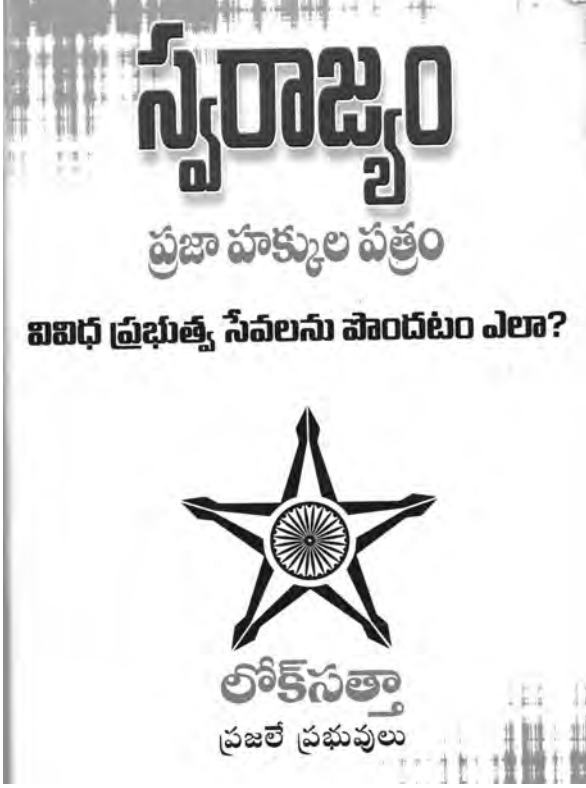 స్వరాజ్యం
ప్రజా హక్కుల పత్రం
వివిధ ప్రభుత్వ సేవలను పొందటం ఎలా?
లోక్‌సత్తా
ప్రజలే ప్రభువులు